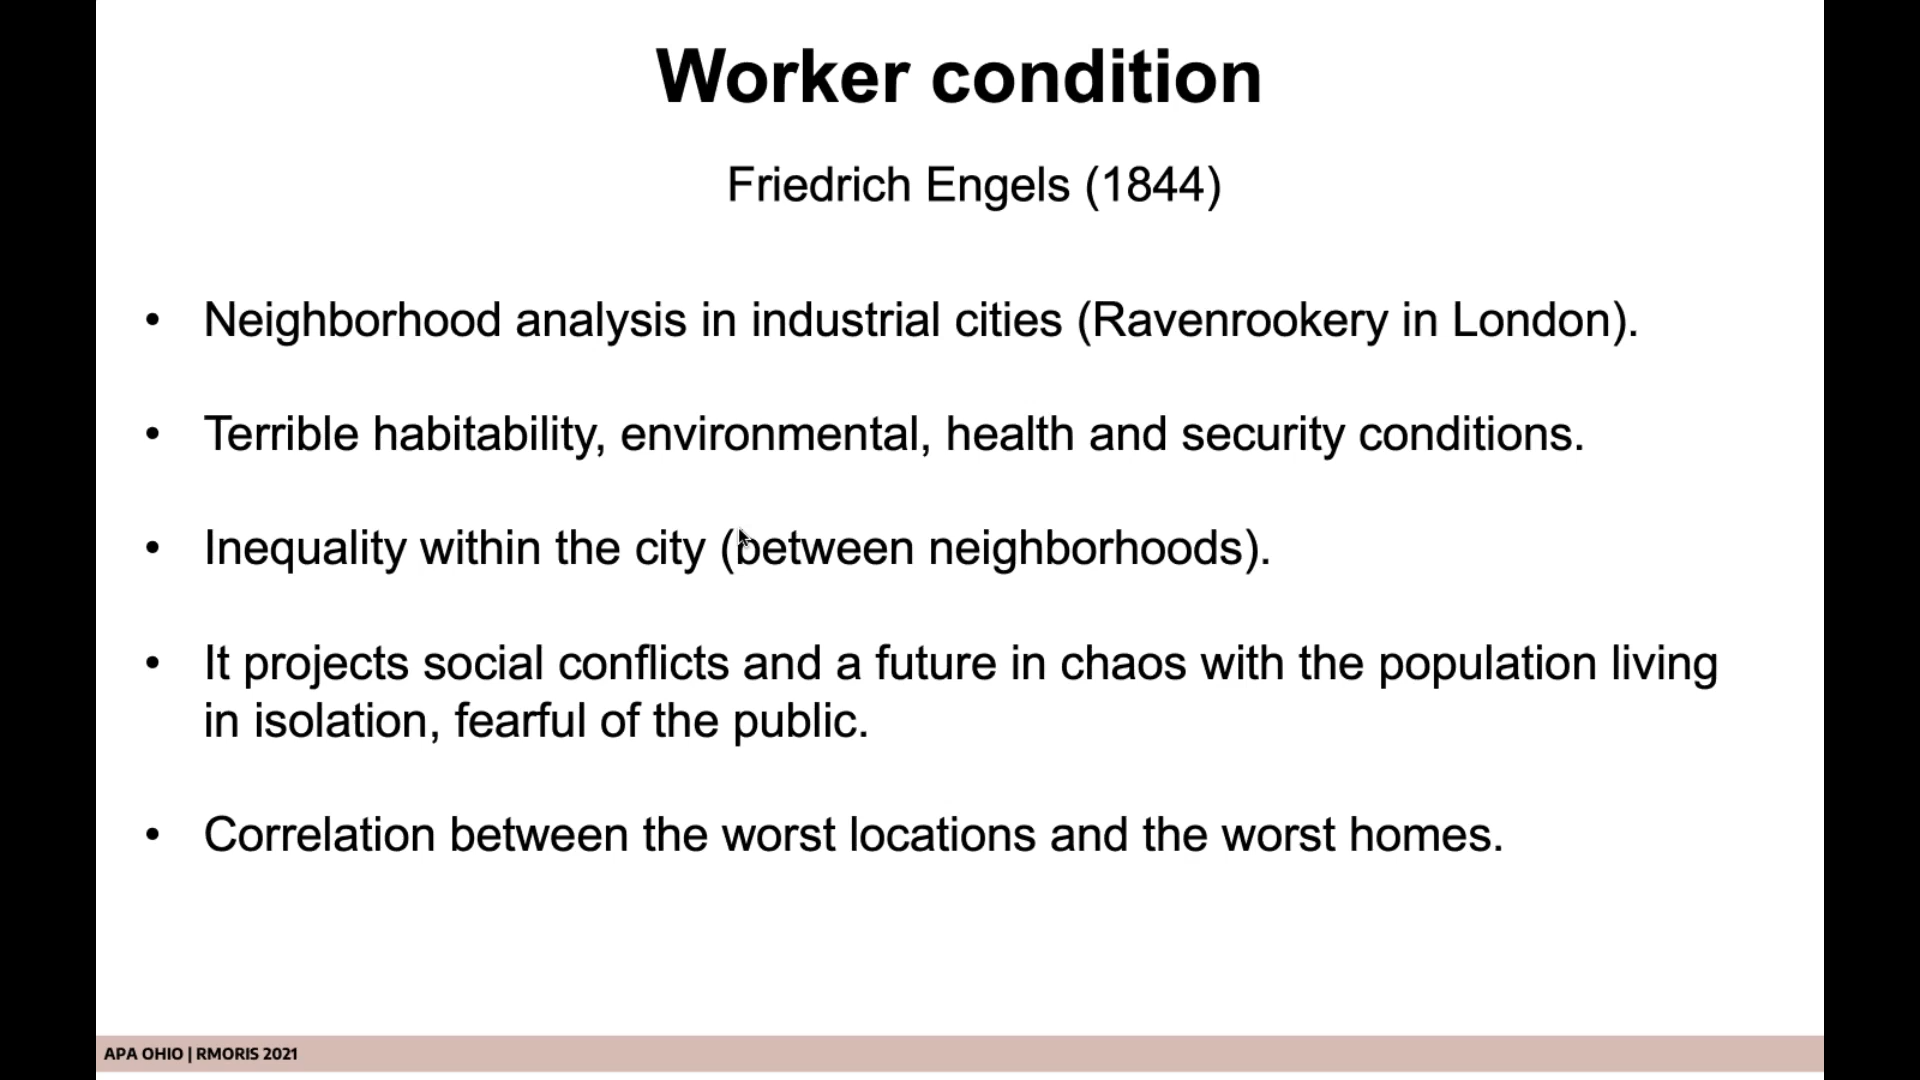 Worker condition
Friedrich Engels (1844)
• Neighborhood analysis in industrial cities (Ravenrookery in London).
• Terrible habitability, environmental, health and security conditions.
• Inequality within the city (between neighborhoods).
• It projects social conflicts and a future in chaos with the population living
in isolation, fearful of the public.
• Correlation between the worst locations and the worst homes.
APA OHIO | RMORIS 2021